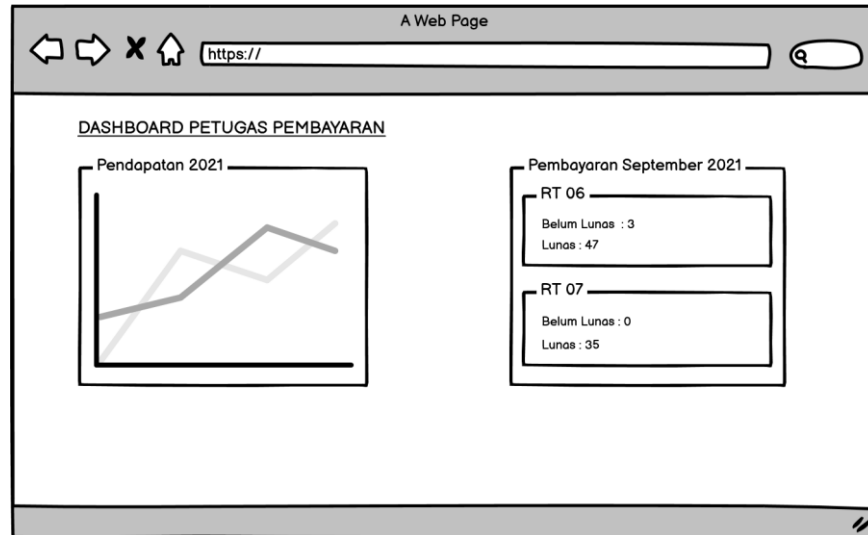 A Web Page
https://
DASHBOARD PETUGAS PEMBAYARAN
Pendapatan 2021
Pembayaran September 2021
RT 06
Belum Lunas : 3
Lunas : 47
RT 07
Belum Lunas : 0
Lunas : 35